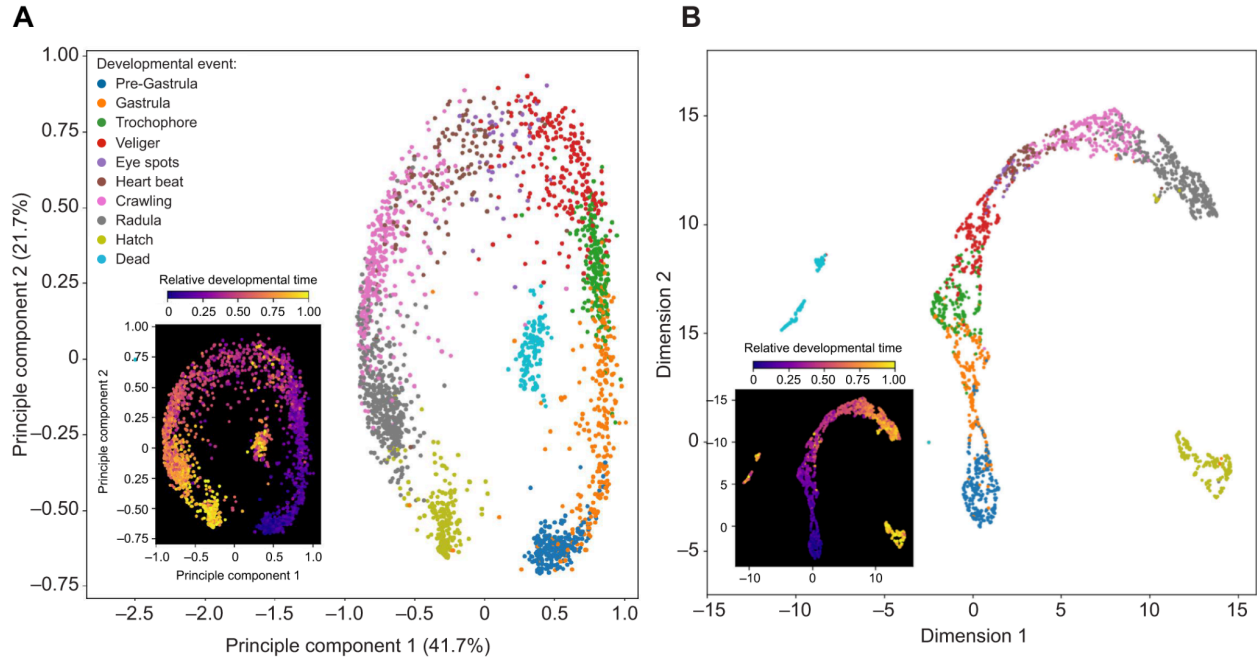 A
B
Developmental event:
Pre-Gastrula
Gastrula
Trochophore
Veliger
Eye spots
Heart beat
Crawling
Radula
Hatch
Dead
1.00
0.75
0.50
0.25
0
–0.25
–0.50
–0.75
Principle component 2 (21.7%)
–2.5 –2.0 –1.5 –1.0 –0.5 0 0.5 1.0
Principle component 1 (41.7%)
Relative developmental time
0 0.25 0.50 0.75 1.00
1.00
0.75
0.50
0.25
0
0.25
–0.50
–0.75
Principle component 2
–1.0 –0.5 0 0.5 1.0
Principle component 1
15
10
15
0
–5
Dimension 2
–15 –10 –5 0 5 10 15
Dimension 1
Relative developmental time
0 0.25 0.50 0.75 1.00
–15
–10
5
0
–10 0 10